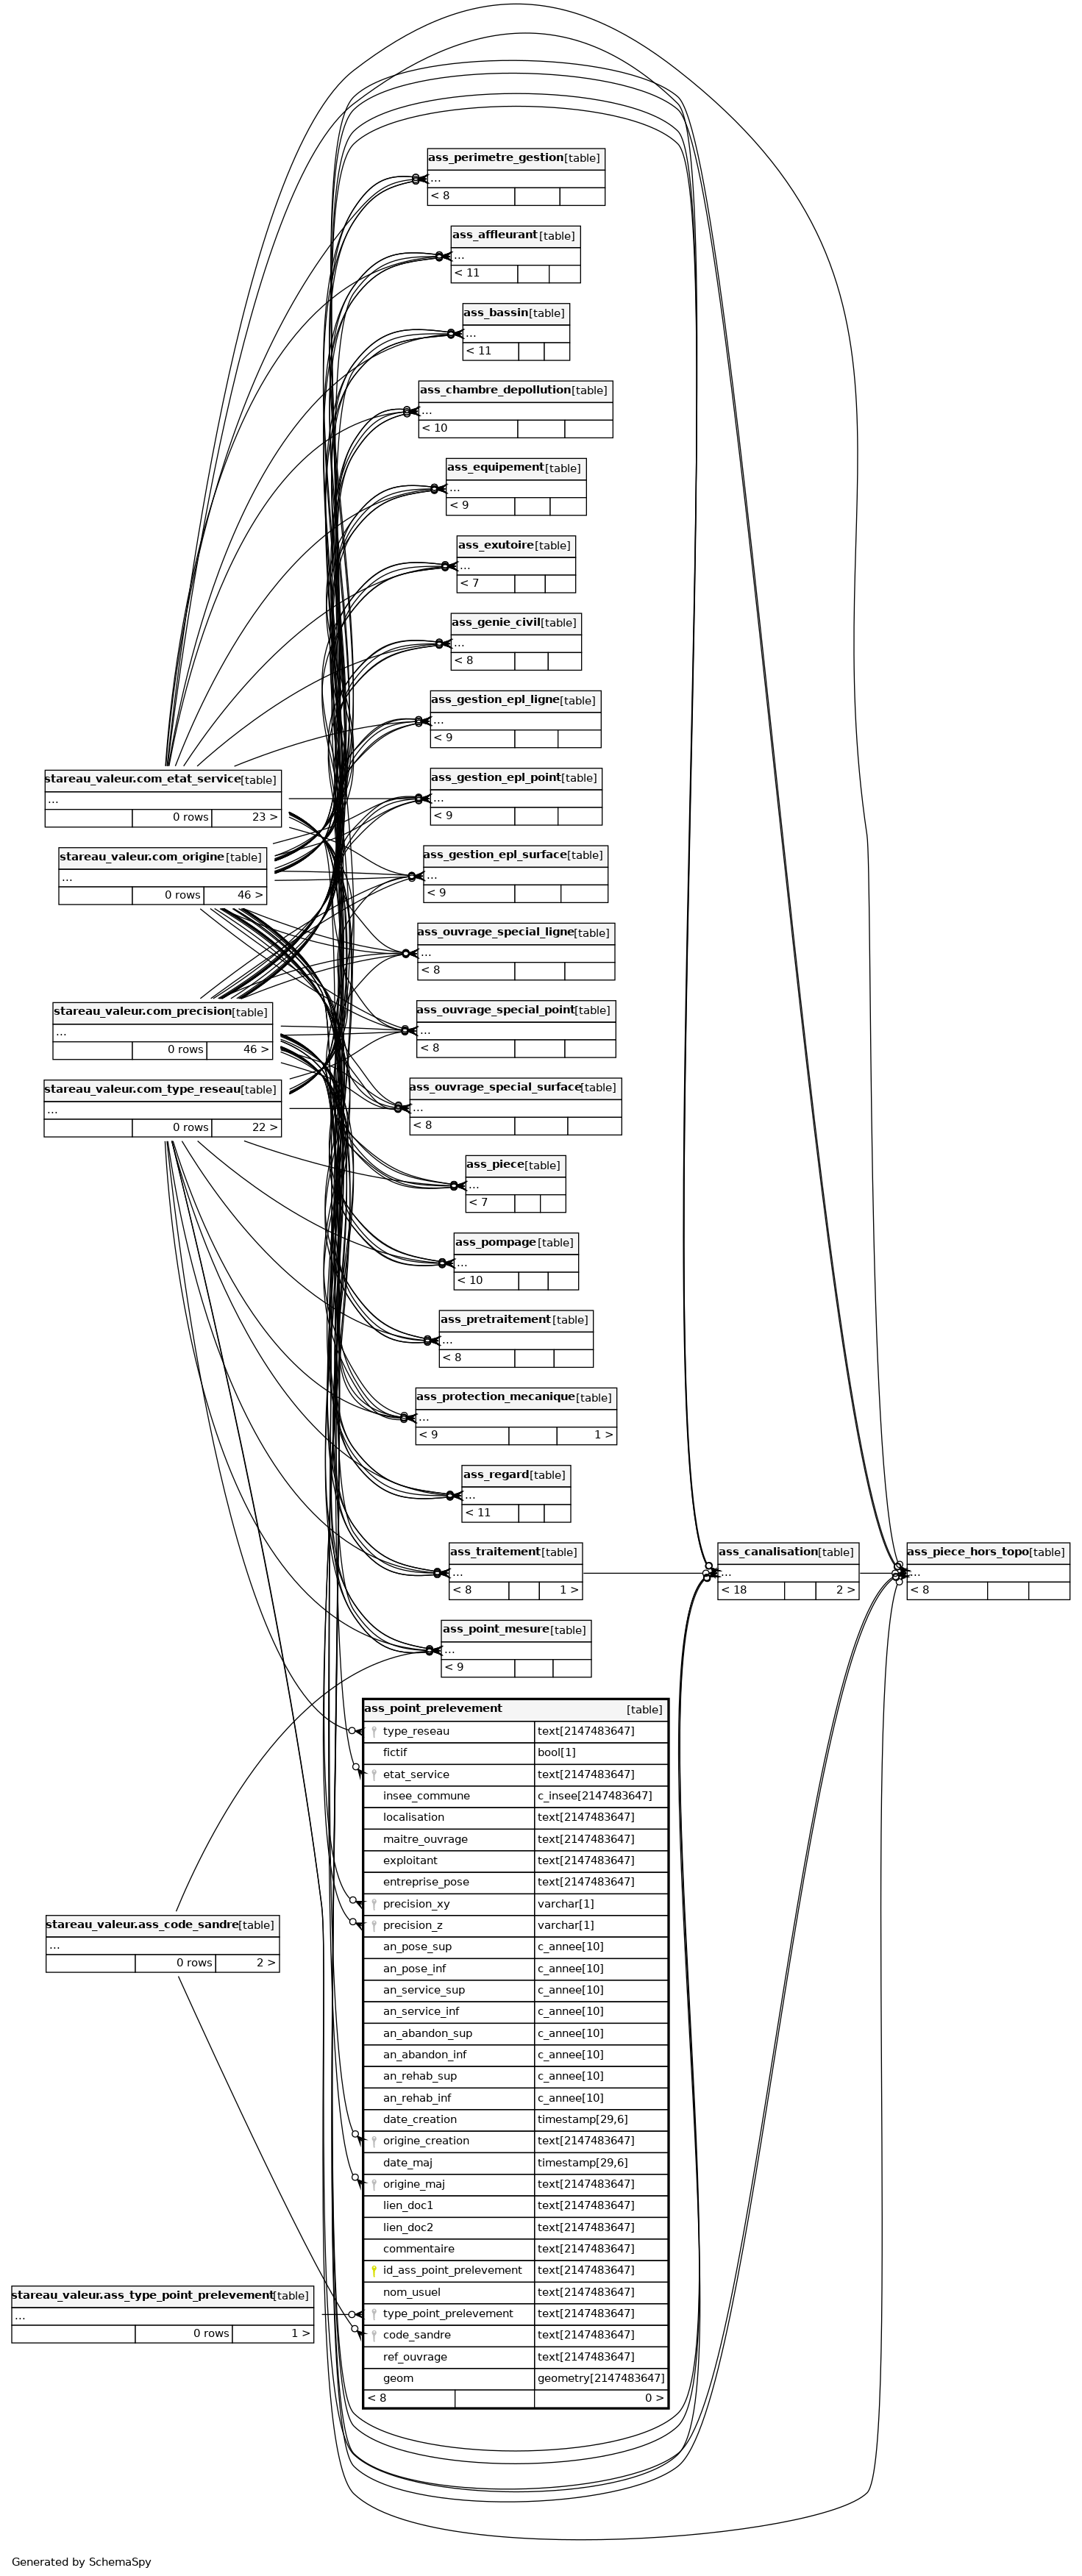 ass_perimetre_gestion [table]
...
< 8
ass_affleurant [table]
...
< 11
ass_bassin [table]
...
< 11
ass_chambre_depollution [table]
...
< 10
ass_equipement [table]
...
< 9
ass_exutoire [table]
...
< 7
ass_genie_civil [table]
...
< 8
ass_gestion_epl_ligne [table]
...
< 9
stareau_valeur.com_etat_service [table]
...
0 rows 23 >
ass_gestion_epl_point [table]
...
< 9
stareau_valeur.com_origine [table]
...
0 rows 46 >
ass_gestion_epl_surface [table]
...
< 9
ass_ouvrage_special_ligne [table]
...
< 8
stareau_valeur.com_precision [table]
...
0 rows 46 >
ass_ouvrage_special_point [table]
...
< 8
stareau_valeur.com_type_reseau [table]
...
0 rows 22 >
ass_ouvrage_special_surface [table]
...
< 8
ass_piece [table]
...
< 7
ass_pompage [table]
...
< 10
ass_pretraitement [table]
...
< 8
ass_protection_mecanique [table]
...
< 9 1 >
ass_regard [table]
...
< 11
ass_traitement [table]
...
< 8 1 >
ass_canalisation [table]
...
< 18 2 >
ass_piece_hors_topo [table]
...
< 8
ass_point_mesure [table]
...
< 9
ass_point_prelevement [table]
type_reseau text[2147483647]
fictif bool[1]
etat_service text[2147483647]
insee_commune c_insee[2147483647]
localisation text[2147483647]
maitre_ouvrage text[2147483647]
exploitant text[2147483647]
entreprise_pose text[2147483647]
precision_xy varchar[1]
precision_z varchar[1]
an_pose_sup c_annee[10]
an_pose_inf c_annee[10]
an_service_sup c_annee[10]
an_service_inf c_annee[10]
an_abandon_sup c_annee[10]
an_abandon_inf c_annee[10]
an_rehab_sup c_annee[10]
an_rehab_inf c_annee[10]
date_creation timestamp[29,6]
origine_creation text[2147483647]
date_maj timestamp[29,6]
origine_maj text[2147483647]
lien_doc1 text[2147483647]
lien_doc2 text[2147483647]
commentaire text[2147483647]
id_ass_point_prelevement text[2147483647]
nom_usuel text[2147483647]
type_point_prelevement text[2147483647]
code_sandre text[2147483647]
ref_ouvrage text[2147483647]
geom geometry[2147483647]
< 8 0 >
stareau_valeur.ass_code_sandre [table]
...
0 rows 2 >
stareau_valeur.ass_type_point_prelevement [table]
...
0 rows 1 >
Generated by SchemaSpy